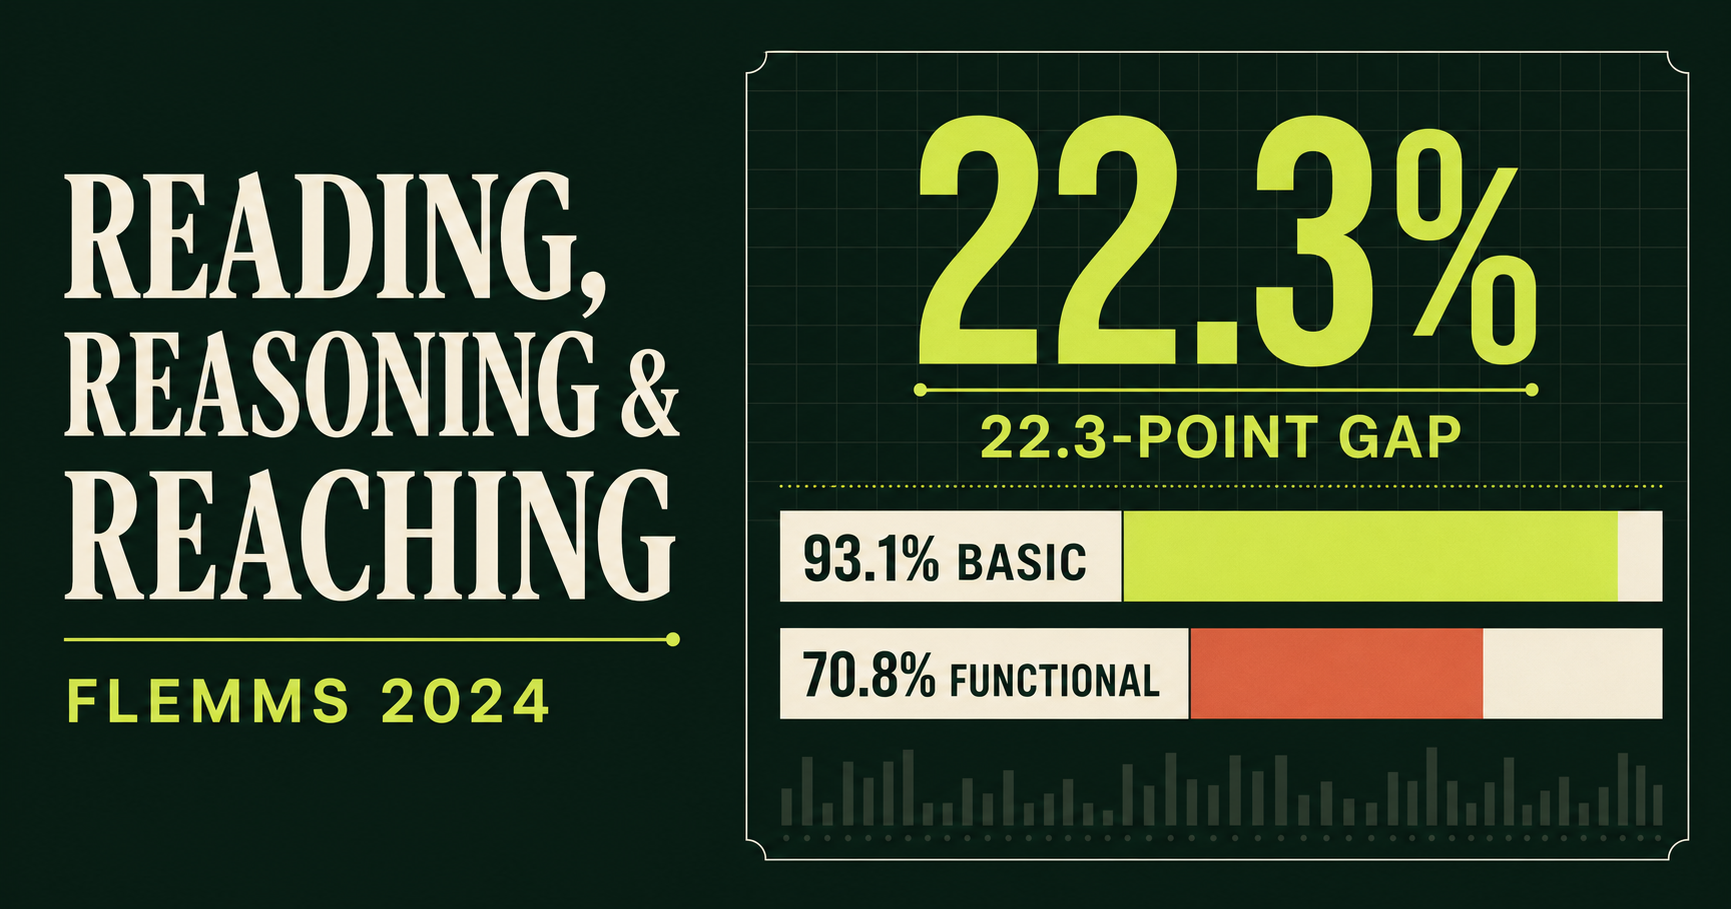 READING,
REASONING &
REACHING
FLEMMS 2024
22.3%
22.3-POINT GAP
93.1% BASIC
70.8% FUNCTIONAL